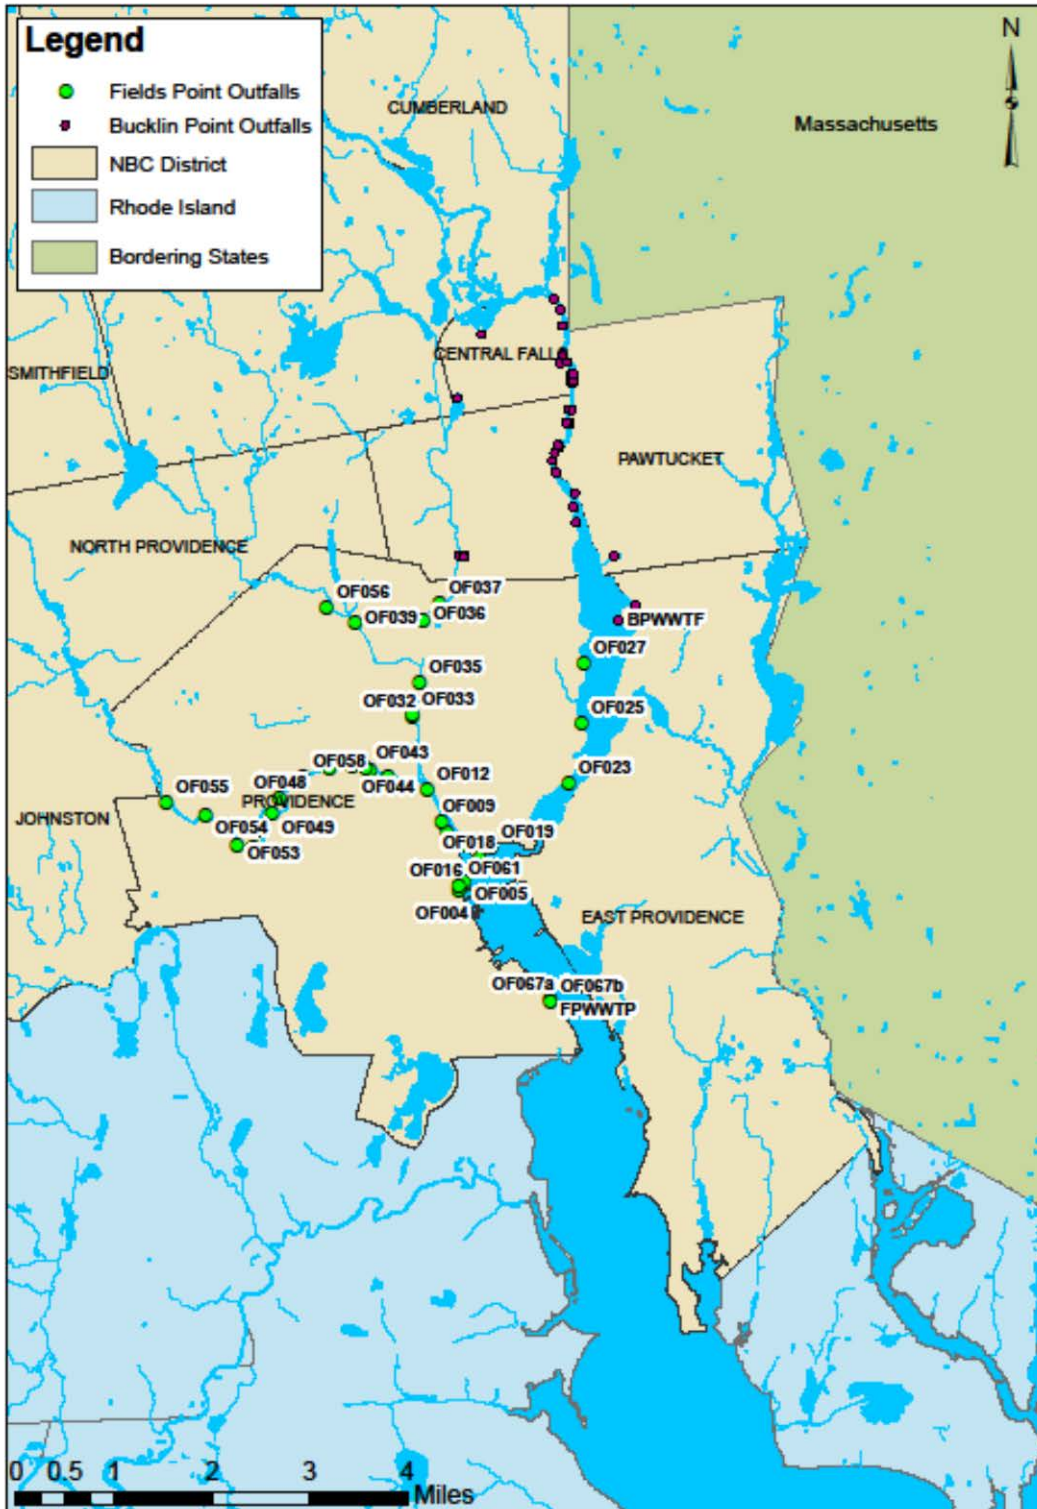 Legend
Fields Point Outfalls
Bucklin Point Outfalls
NBC District
Rhode Island
Bordering States
N
CUMBERLAND
Massachusetts
CENTRAL FALL
SMITHFIELD
PAWTUCKET
NORTH PROVIDENCE
OF037
OF056
OF039
OF036
BPWWTF
OF027
OF035
OF032
OF033
OF025
OF043
OF058
OF012
OF023
OF044
OF055
OF048
PROVIDENCE
JOHNSTON
OF009
OF049
OF054
OF019
OF018
OF053
OF016
OF061
OF005
OF004
EAST PROVIDENCE
OF067a
OF067b
FPWWTP
0 0.5 1 2 3 4
Miles